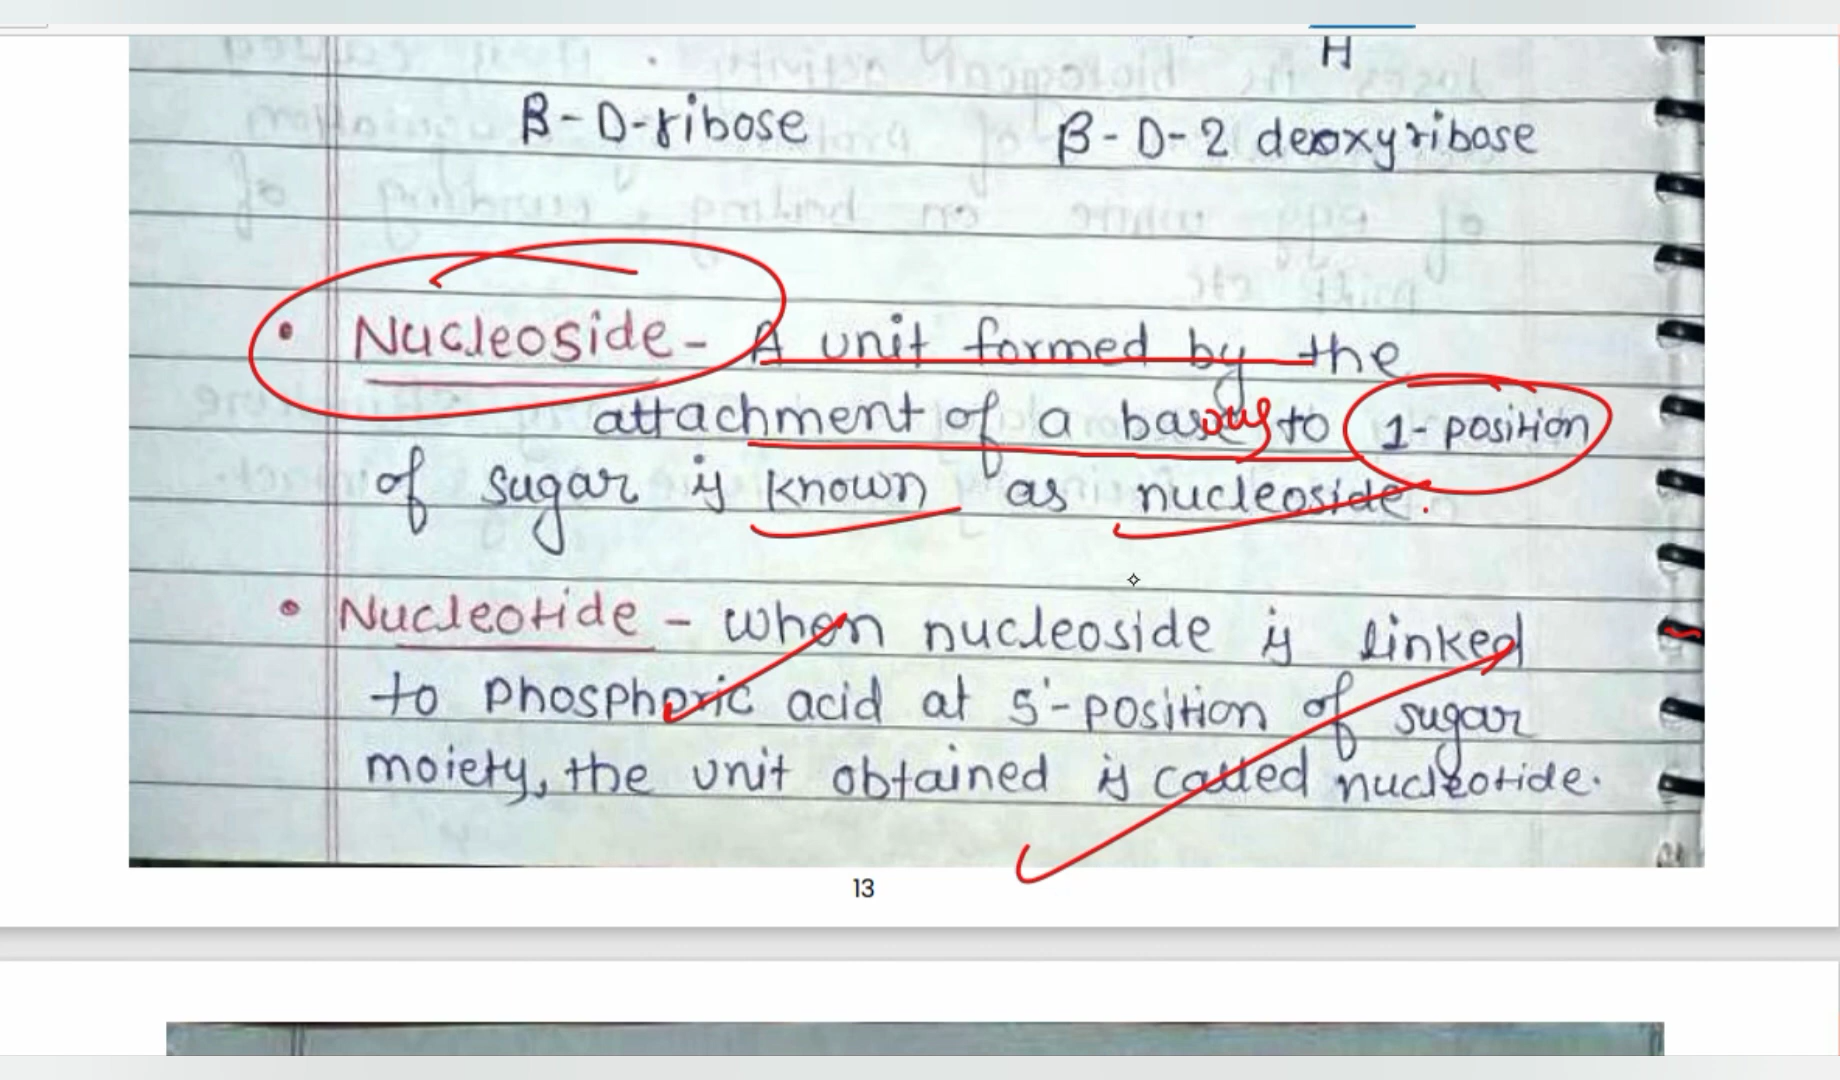 H
β-D-ribose
β-D-2 deoxyribose
• Nucleoside - A unit formed by the
attachment of a base to 1-position
of sugar is known as nucleoside.
• Nucleotide - when nucleoside is linked
to phosphoric acid at 5'-position of sugar
moiety, the unit obtained is called nucleotide.
13